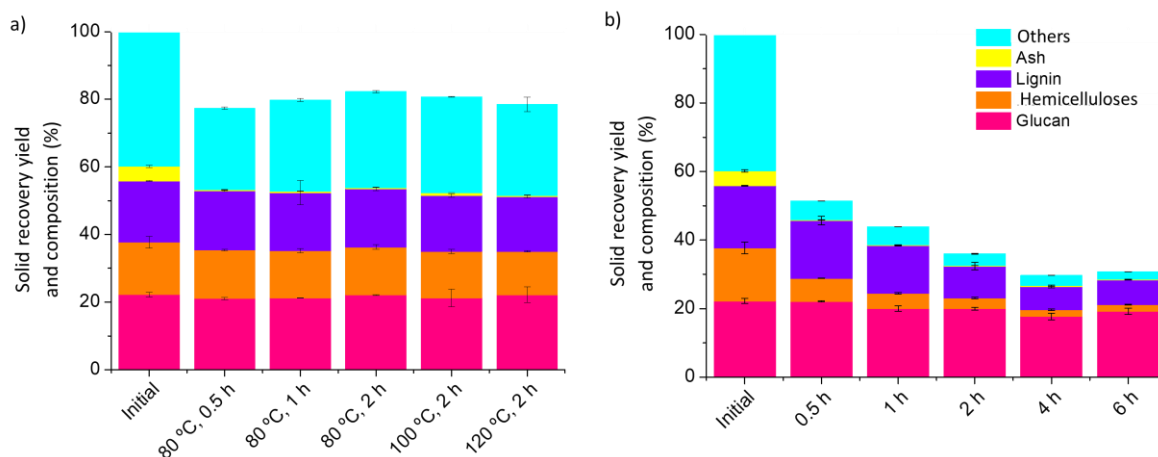 a)
Solid recovery yield
and composition (%)
100
80
60
40
20
0
Initial
80 ºC, 0.5 h
80 ºC, 1 h
80 ºC, 2 h
100 ºC, 2 h
120 ºC, 2 h
b)
Solid recovery yield
and composition (%)
100
80
60
40
20
0
Others
Ash
Lignin
Hemicelluloses
Glucan
Initial
0.5 h
1 h
2 h
4 h
6 h